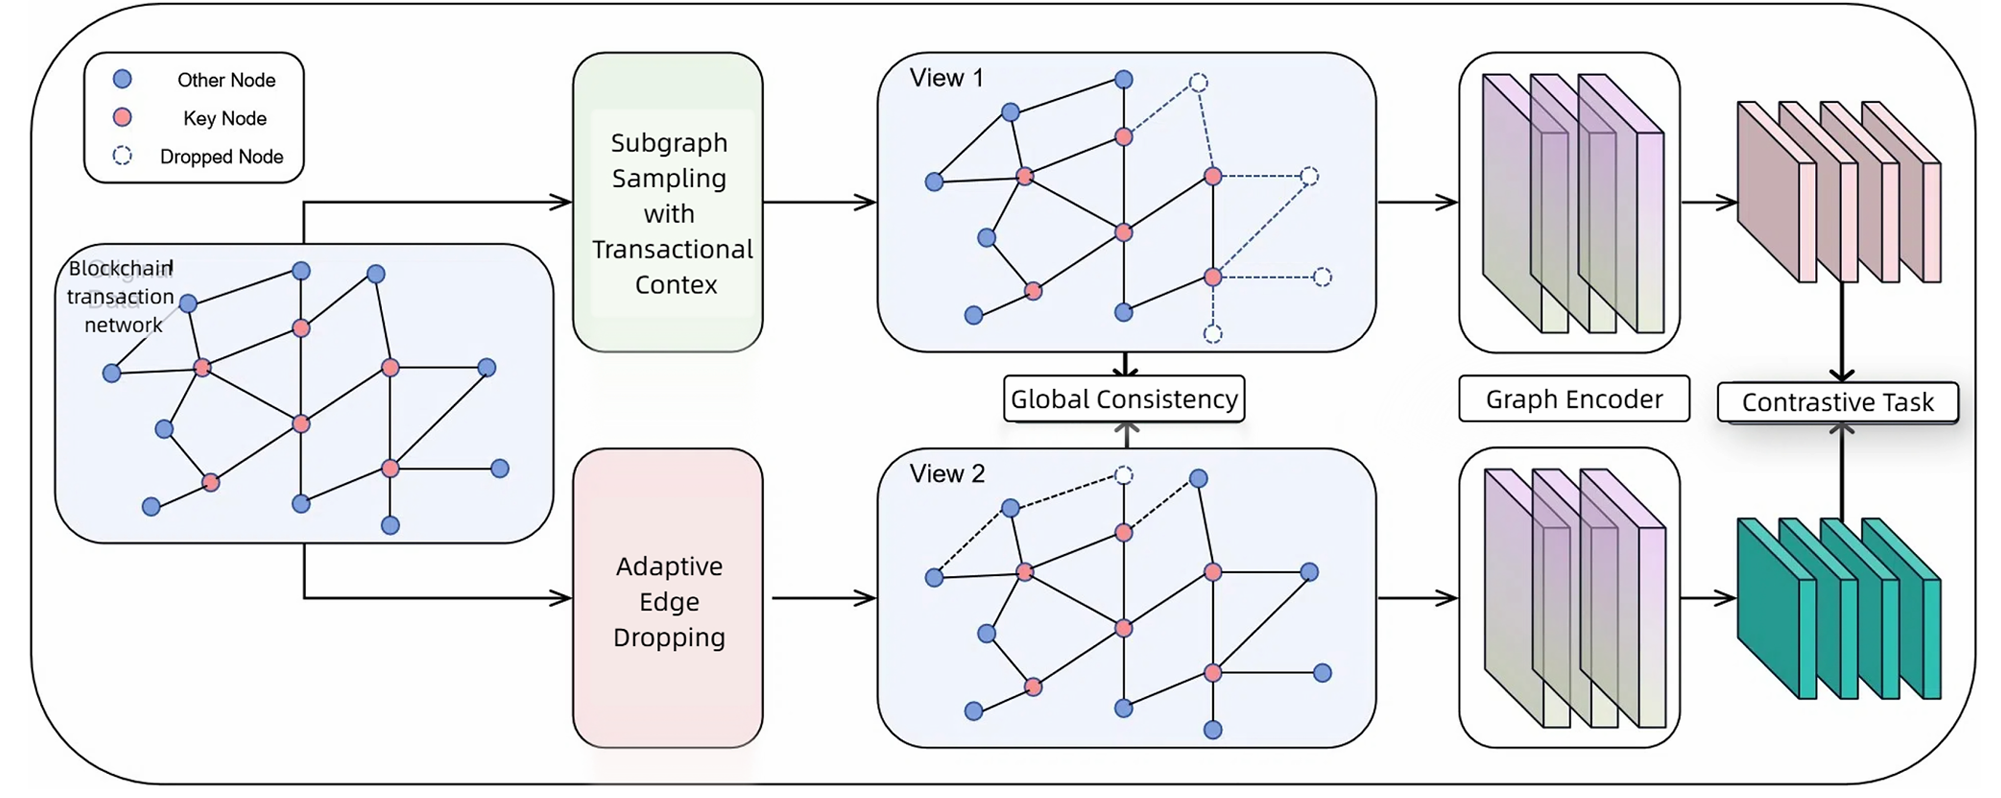 Other Node
Key Node
Dropped Node
Blockchain
transaction
network
Subgraph
Sampling
with
Transactional
Contex
Adaptive
Edge
Dropping
View 1
Global Consistency
View 2
Graph Encoder
Contrastive Task